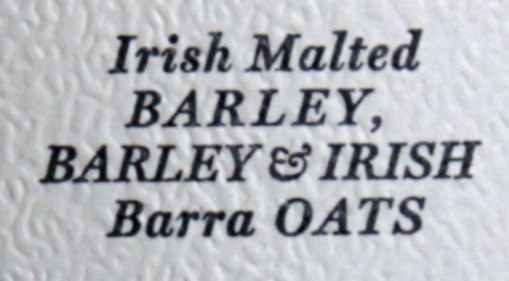 Irish Malted
BARLEY,
BARLEY & IRISH
Barra OATS